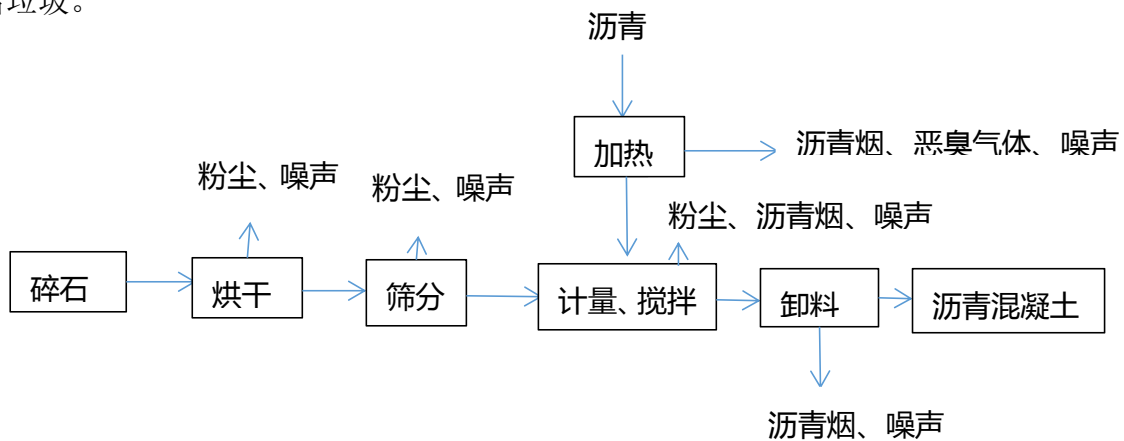 垃圾。
沥青
加热
沥青烟、恶臭气体、噪声
粉尘、噪声
粉尘、噪声
粉尘、沥青烟、噪声
碎石
烘干
筛分
计量、搅拌
卸料
沥青混凝土
沥青烟、噪声